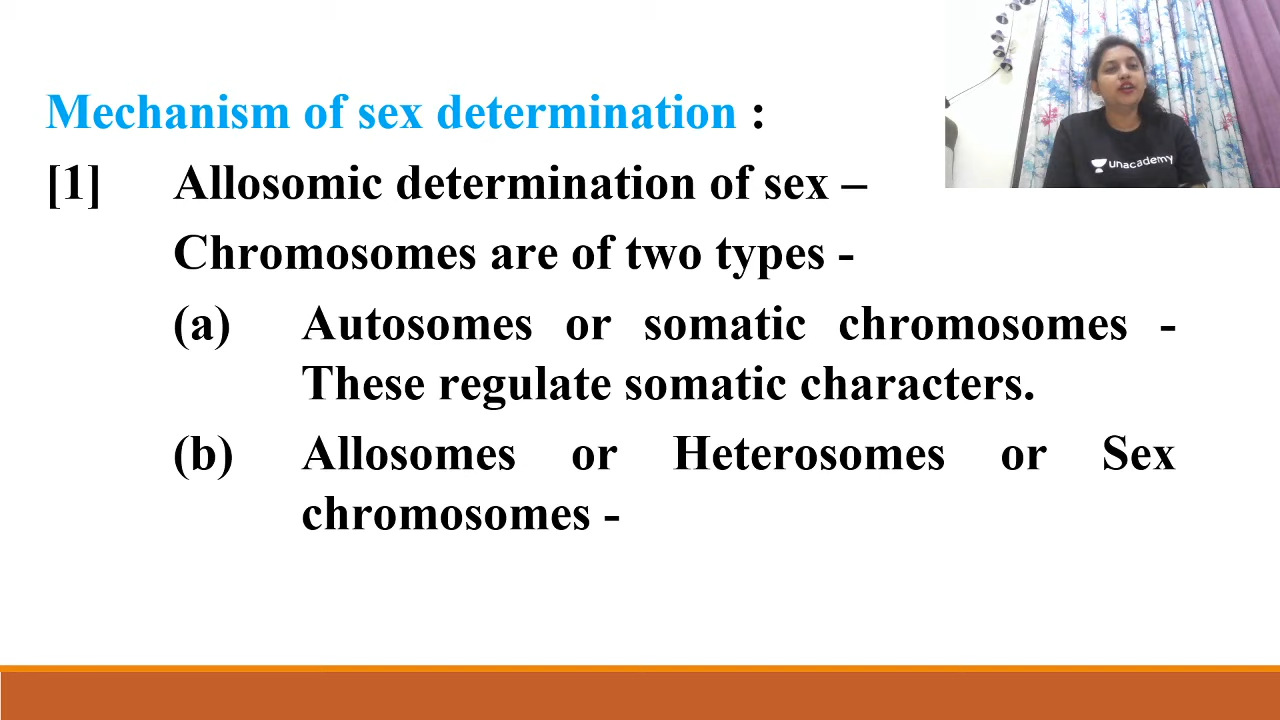 Mechanism of sex determination :
[1] Allosomic determination of sex –
Chromosomes are of two types -
(a) Autosomes or somatic chromosomes -
These regulate somatic characters.
(b) Allosomes or Heterosomes or Sex
chromosomes -
unacademy